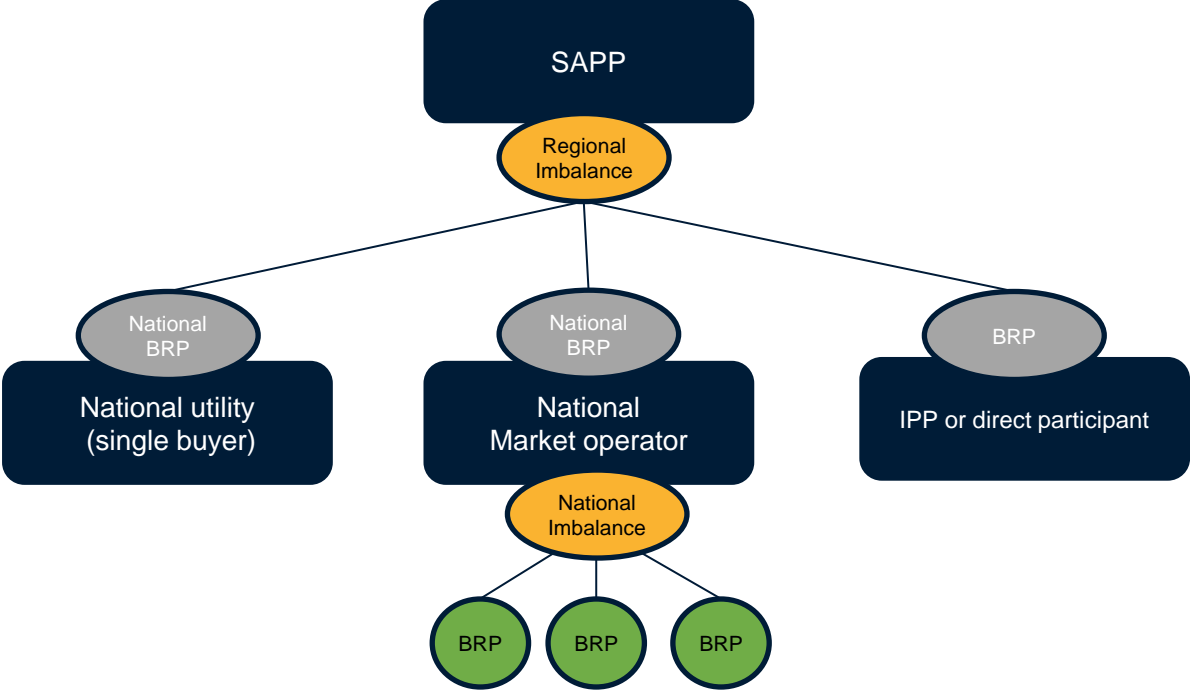 SAPP
Regional
Imbalance
National
BRP
National
BRP
BRP
National utility
(single buyer)
National
Market operator
IPP or direct participant
National
Imbalance
BRP
BRP
BRP